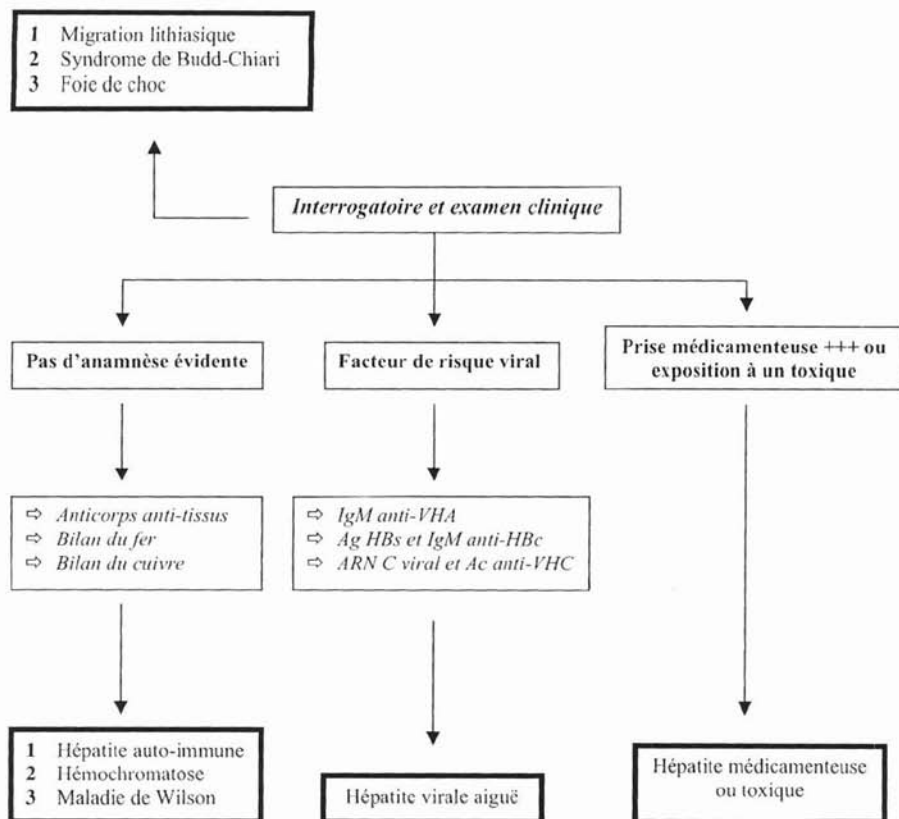 1 Migration lithiasique
2 Syndrome de Budd-Chiari
3 Foie de choc
Interrogatoire et examen clinique
Pas d'anamnèse évidente
Facteur de risque viral
Prise médicamenteuse +++ ou
exposition à un toxique
⇨ Anticorps anti-tissus
⇨ Bilan du fer
⇨ Bilan du cuivre
⇨ IgM anti-VHA
⇨ Ag HBs et IgM anti-HBc
⇨ ARN C viral et Ac anti-VHC
1 Hépatite auto-immune
2 Hémochromatose
3 Maladie de Wilson
Hépatite virale aiguë
Hépatite médicamenteuse
ou toxique